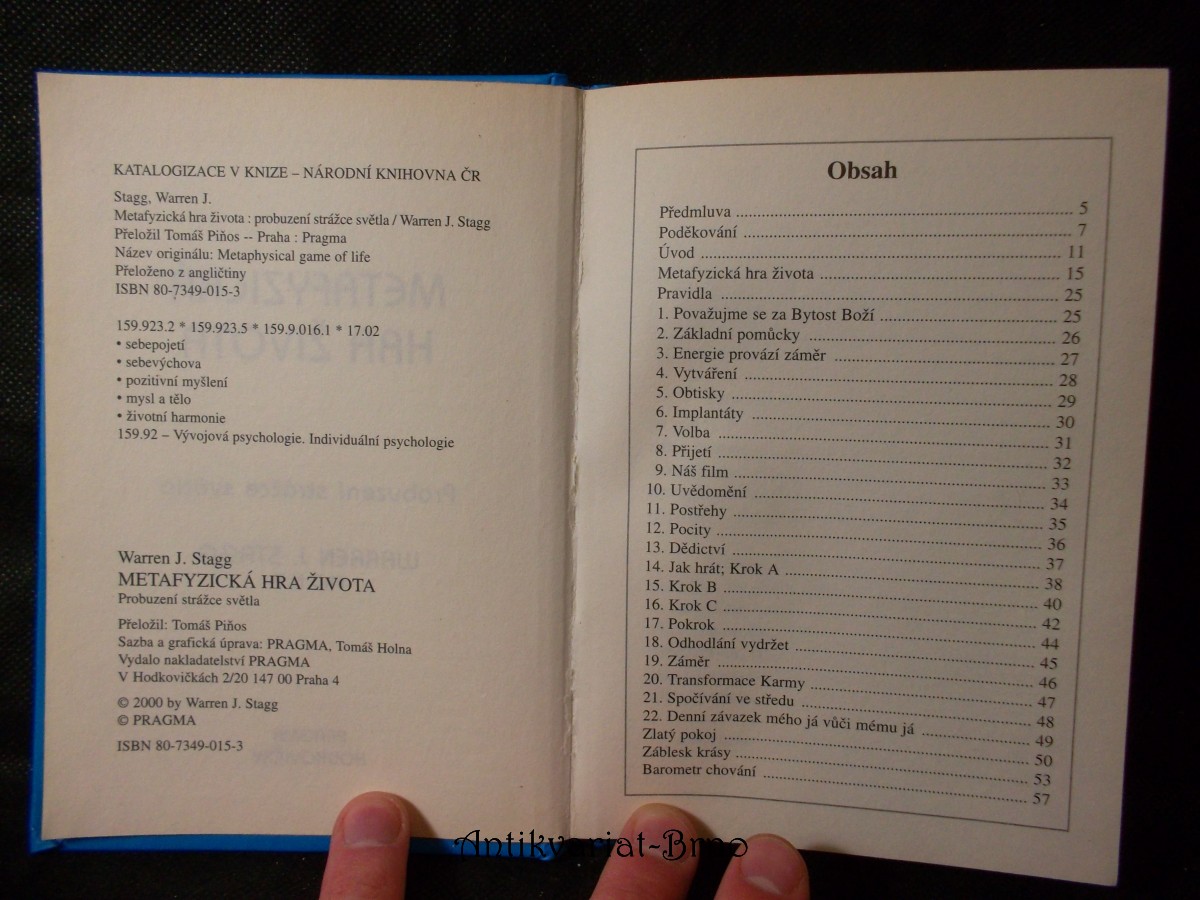 KATALOGIZACE V KNIZE – NÁRODNÍ KNIHOVNA ČR
Stagg, Warren J.
Metafyzická hra života : probuzení strážce světla / Warren J. Stagg
Přeložil Tomáš Piňos -- Praha : Pragma
Název originálu: Metaphysical game of life
Přeloženo z angličtiny
ISBN 80-7349-015-3
159.923.2 * 159.923.5 * 159.9.016.1 * 17.02
• sebepojetí
• sebevýchova
• pozitivní myšlení
• mysl a tělo
• životní harmonie
159.92 – Vývojová psychologie. Individuální psychologie
Warren J. Stagg
METAFYZICKÁ HRA ŽIVOTA
Probuzení strážce světla
Přeložil: Tomáš Piňos
Sazba a grafická úprava: PRAGMA, Tomáš Holna
Vydalo nakladatelství PRAGMA
V Hodkovičkách 2/20 147 00 Praha 4
© 2000 by Warren J. Stagg
© PRAGMA
ISBN 80-7349-015-3
Obsah
Předmluva 5
Poděkování 7
Úvod 11
Metafyzická hra života 15
Pravidla 25
1. Považujme se za Bytost Boží 25
2. Základní pomůcky 26
3. Energie provází záměr 27
4. Vytváření 28
5. Obtisky 29
6. Implantáty 30
7. Volba 31
8. Přijetí 32
9. Náš film 33
10. Uvědomění 34
11. Postřehy 35
12. Pocity 36
13. Dědictví 37
14. Jak hrát; Krok A 38
15. Krok B 40
16. Krok C 42
17. Pokrok 44
18. Odhodlání vydržet 45
19. Záměr 46
20. Transformace Karmy 47
21. Spočívání ve středu 48
22. Denní závazek mého já vůči mému já 49
Zlatý pokoj 50
Záblesk krásy 53
Barometr chování 57
Antikvariat-Brno